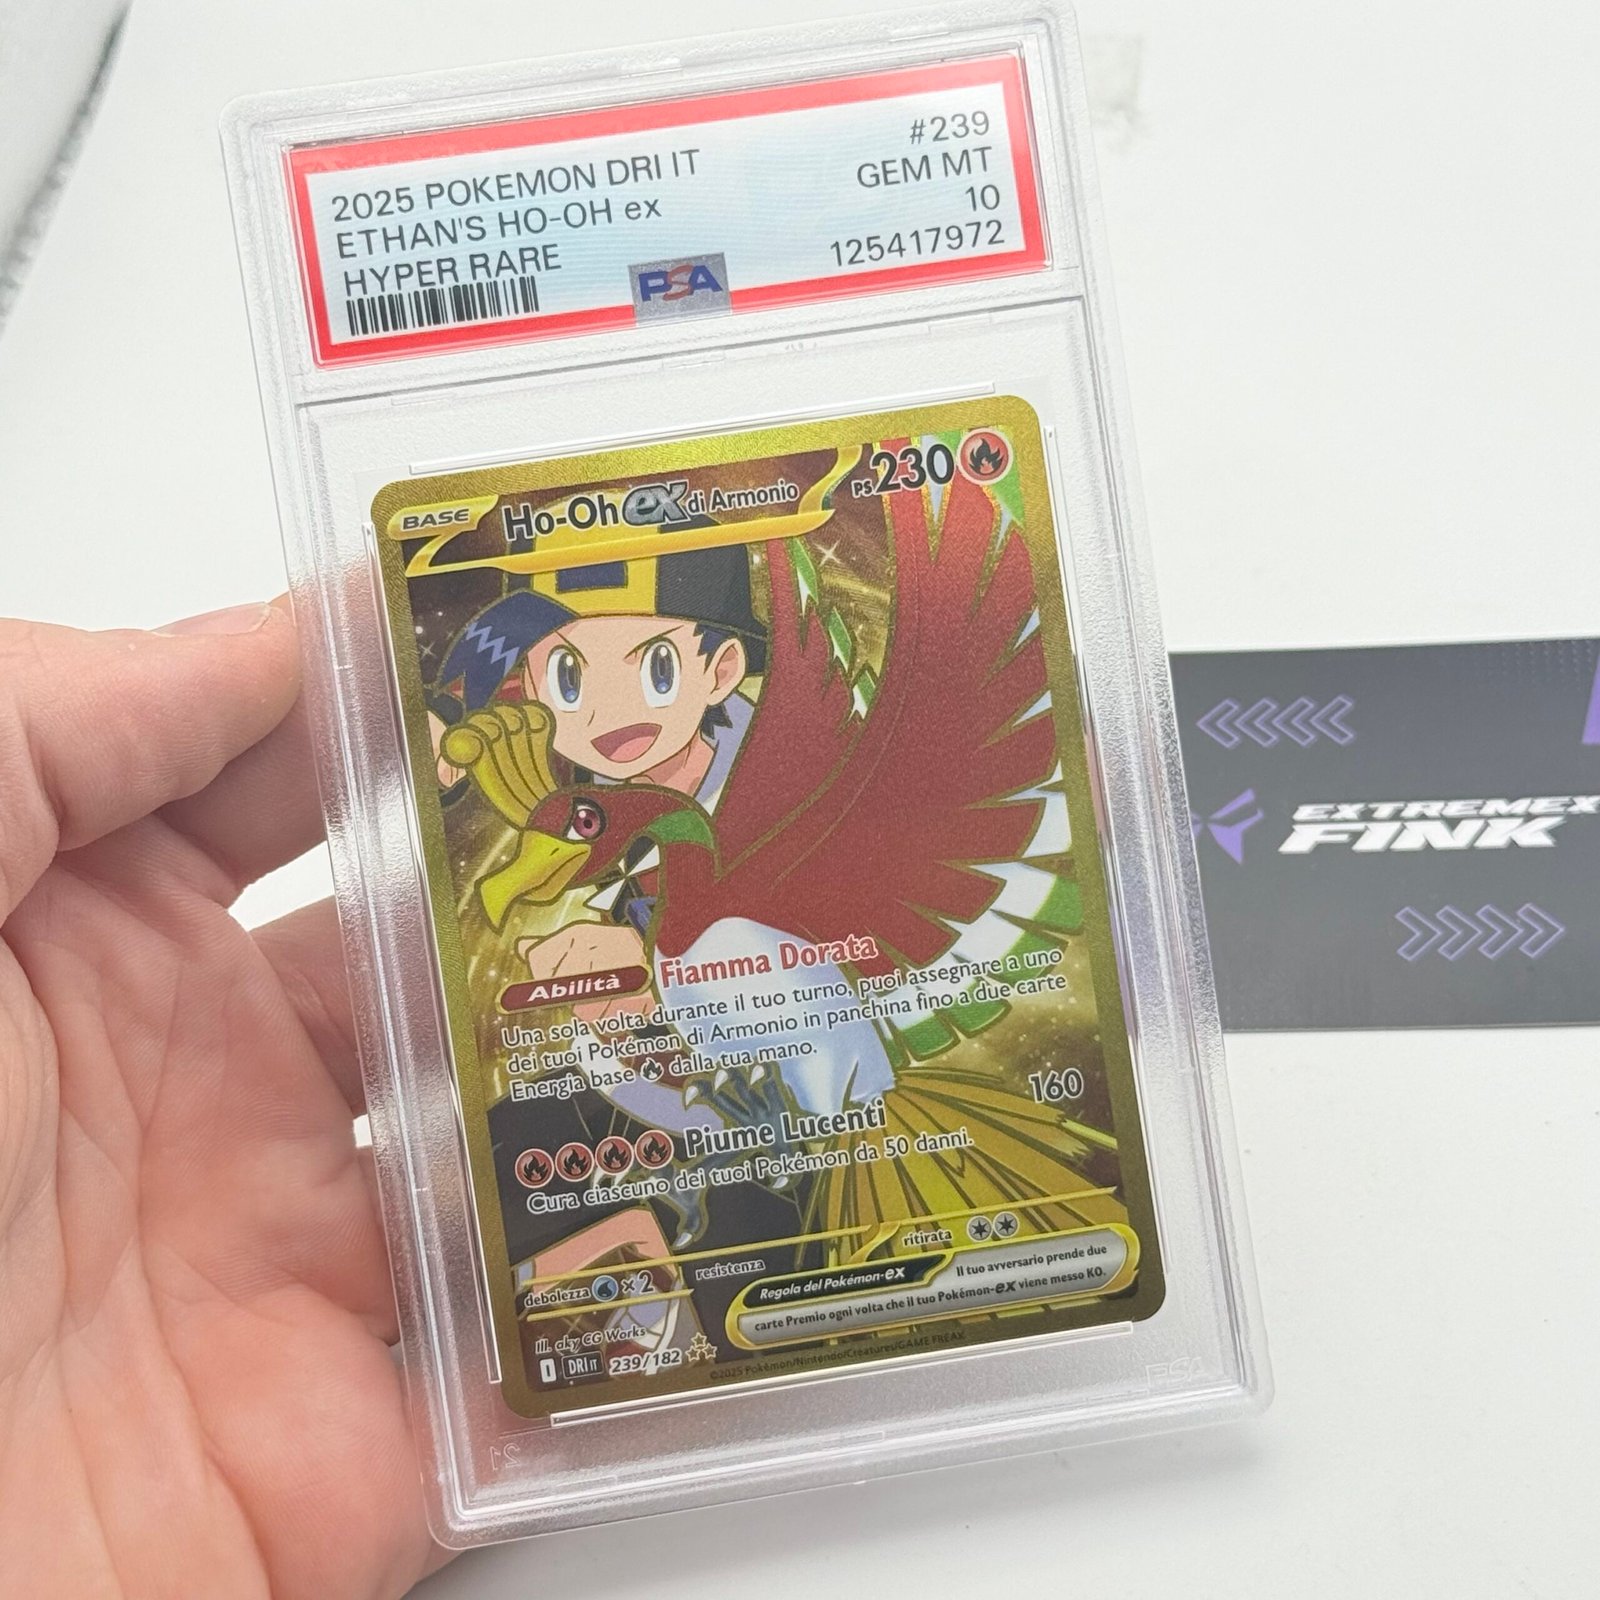 2025 POKEMON DRI IT
#239
ETHAN'S HO-OH ex
GEM MT
HYPER RARE
10
PSA
125417972
BASE
Ho-Oh ex di Armonio
PS 230
Abilità Fiamma Dorata
Una sola volta durante il tuo turno, puoi assegnare a uno
dei tuoi Pokémon di Armonio in panchina fino a due carte
Energia base dalla tua mano.
Piume Lucenti 160
Cura ciascuno dei tuoi Pokémon da 50 danni.
debolezza ×2
resistenza
ritirata
Regola del Pokémon-ex
Il tuo avversario prende due
carte Premio ogni volta che il tuo Pokémon-ex viene messo KO.
Ill. aky CG Works
I DRI IT 239/182
©2025 Pokémon/Nintendo/Creatures/GAME FREAK
EXTREMEX
FINK